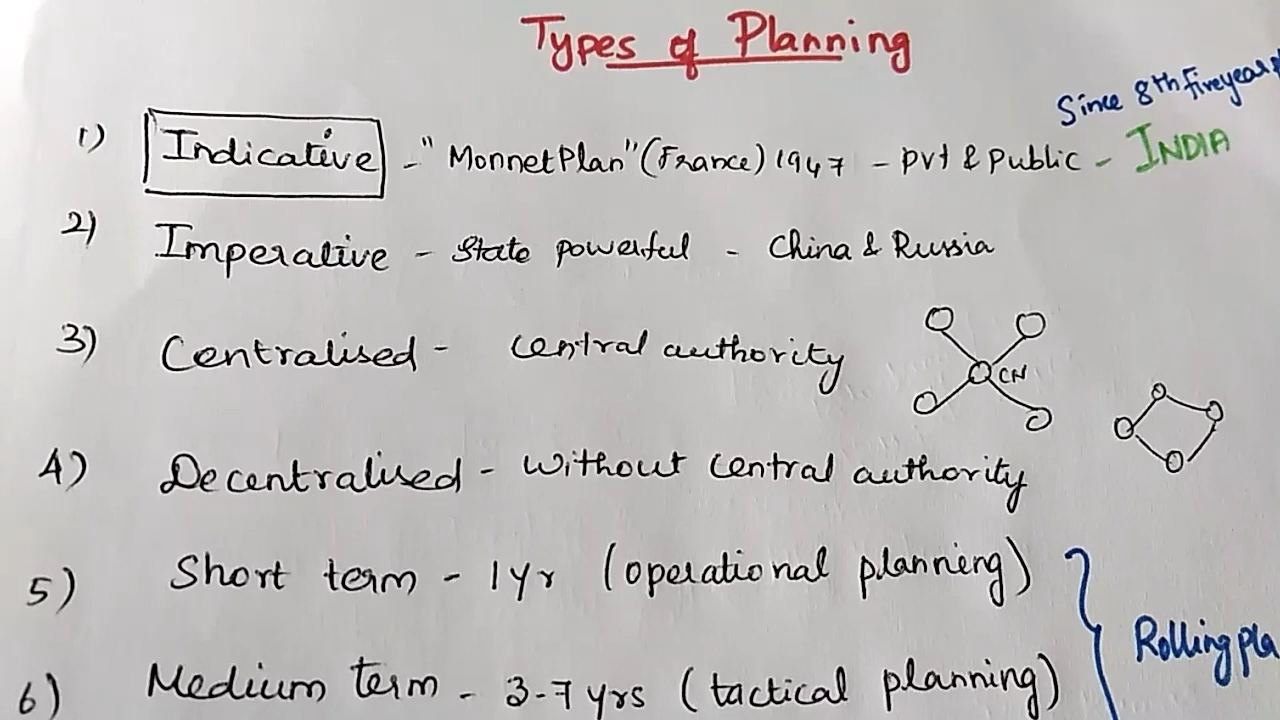 Types of Planning
Since 8th fiveyear
1) Indicative - "MonnetPlan" (France) 1947 - pvt & public - INDIA
2) Imperative - State powerful - China & Russia
3) Centralised - central authority
CN
4) Decentralised - without central authority
5) Short term - 1yr (operational planning)
Rolling pla
6) Medium term - 3-7 yrs (tactical planning)